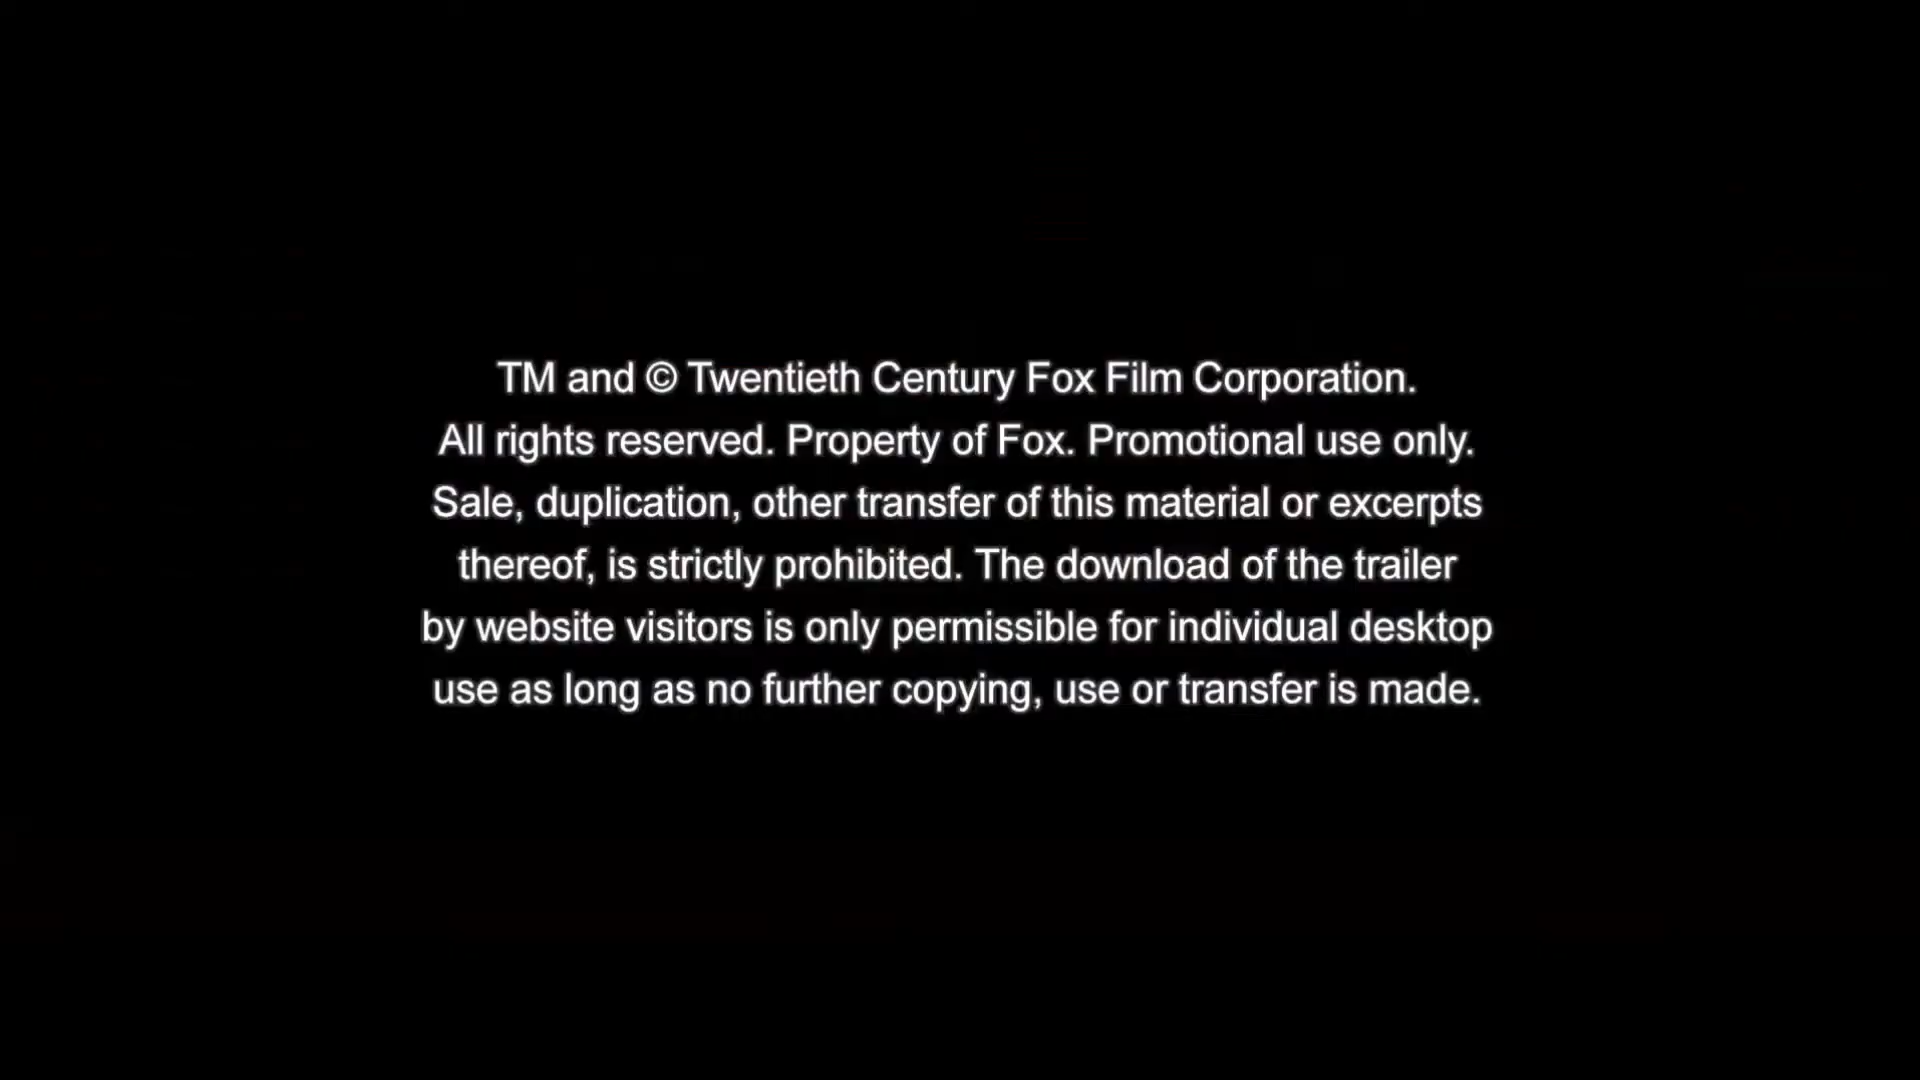 TM and © Twentieth Century Fox Film Corporation.
All rights reserved. Property of Fox. Promotional use only.
Sale, duplication, other transfer of this material or excerpts
thereof, is strictly prohibited. The download of the trailer
by website visitors is only permissible for individual desktop
use as long as no further copying, use or transfer is made.